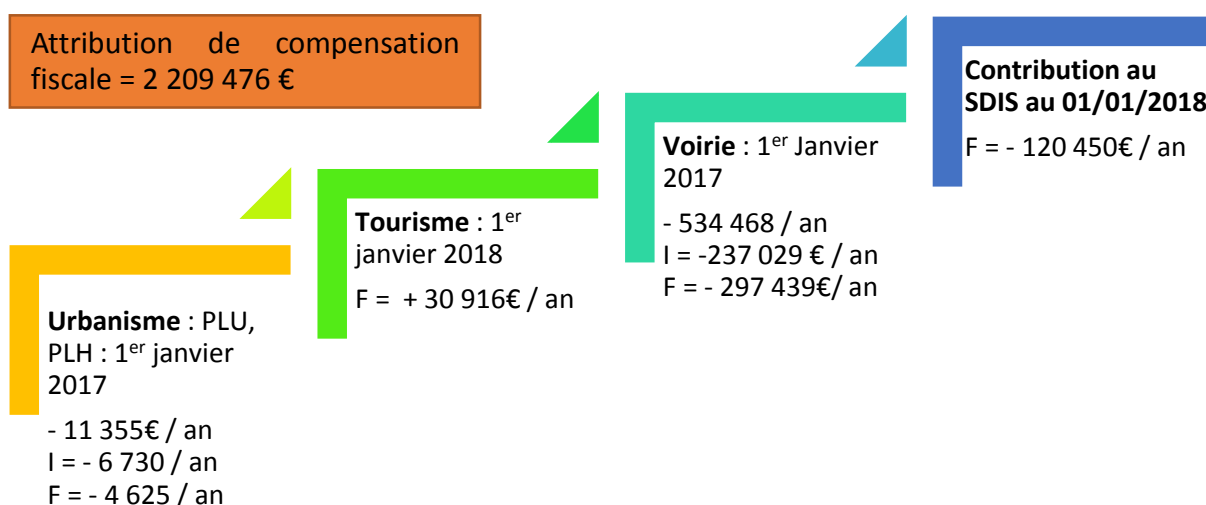 Attribution de compensation
fiscale = 2 209 476 €
Urbanisme : PLU,
PLH : 1er janvier
2017
- 11 355€ / an
I = - 6 730 / an
F = - 4 625 / an
Tourisme : 1er
janvier 2018
F = + 30 916€ / an
Voirie : 1er Janvier
2017
- 534 468 / an
I = -237 029 € / an
F = - 297 439€/ an
Contribution au
SDIS au 01/01/2018
F = - 120 450€ / an